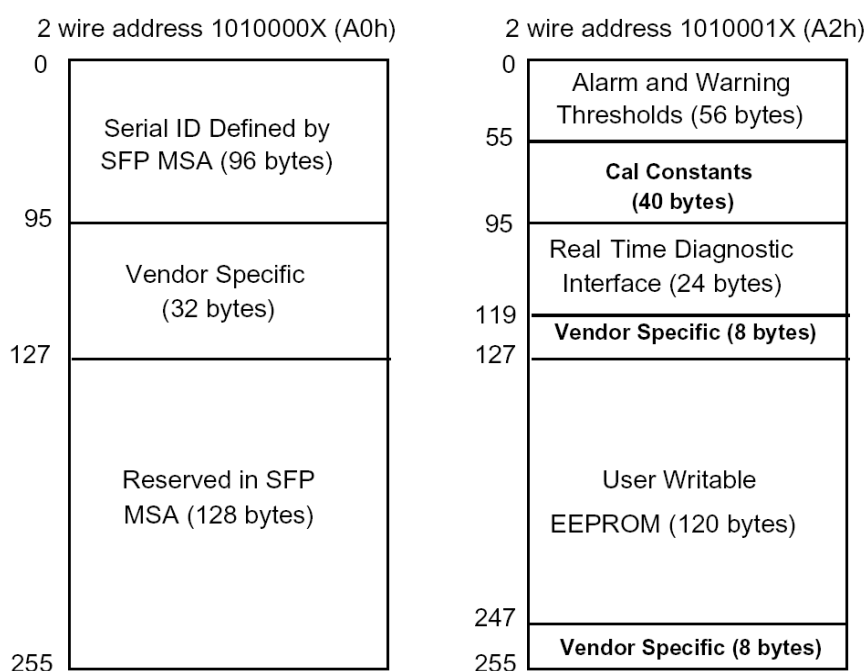 2 wire address 1010000X (A0h)
0
Serial ID Defined by
SFP MSA (96 bytes)
95
Vendor Specific
(32 bytes)
127
Reserved in SFP
MSA (128 bytes)
255
2 wire address 1010001X (A2h)
0
Alarm and Warning
Thresholds (56 bytes)
55
Cal Constants
(40 bytes)
95
Real Time Diagnostic
Interface (24 bytes)
119
Vendor Specific (8 bytes)
127
User Writable
EEPROM (120 bytes)
247
Vendor Specific (8 bytes)
255